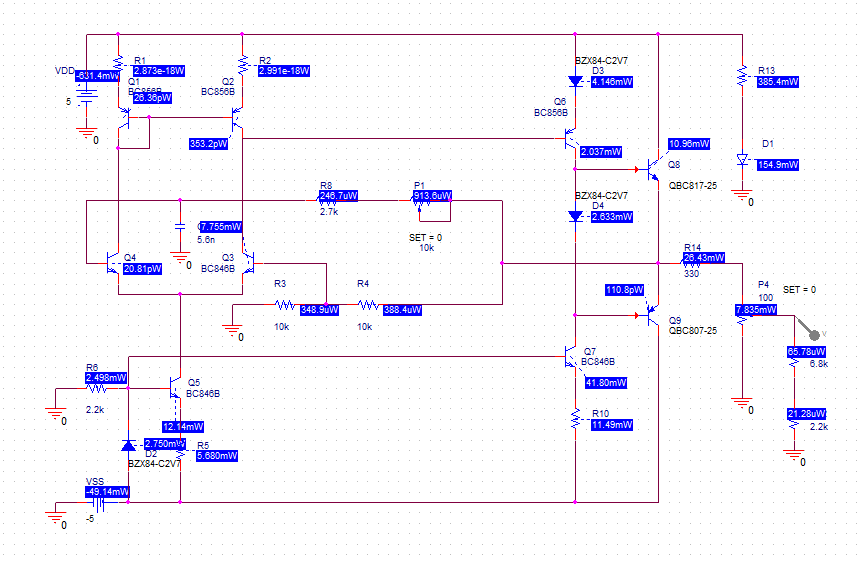 BZX84-C2V7
D3
4.146mW
R1
2.873e-18W
R2
2.991e-18W
R13
385.4mW
VDD
-631.4mW
5
0
Q1
BC856B
26.36pW
Q2
BC856B
353.2pW
Q6
BC856B
2.037mW
10.96mW
Q8
QBC817-25
D1
154.9mW
0
R8
246.7uW
2.7k
P1
913.6uW
SET = 0
10k
BZX84-C2V7
D4
2.633mW
7.755mW
5.6n
0
Q4
20.81pW
Q3
BC846B
R3
348.9uW
10k
R4
388.4uW
10k
0
R14
26.43mW
330
110.8pW
Q9
QBC807-25
P4
100
SET = 0
7.835mW
V
65.78uW
6.8k
21.28uW
2.2k
0
0
Q7
BC846B
41.80mW
R10
11.49mW
R6
2.498mW
2.2k
0
Q5
BC846B
12.14mW
2.750mW
D2
BZX84-C2V7
R5
5.680mW
VSS
-49.14mW
-5
0